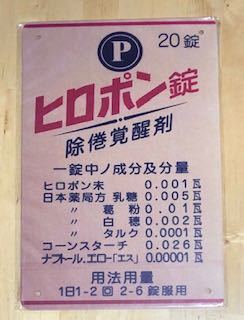 P
20錠
ヒロポン錠
除倦覚醒剤
一錠中ノ成分及分量
ヒロポン末 0.001瓦
日本薬局方 乳糖 0.005瓦
〃 葛粉 0.01瓦
〃 白穂 0.002瓦
〃 タルク 0.0001瓦
コーンスターチ 0.026瓦
ナフトール.エロー「エス」 0.00001瓦
用法用量
1日1-2回 2-6錠服用